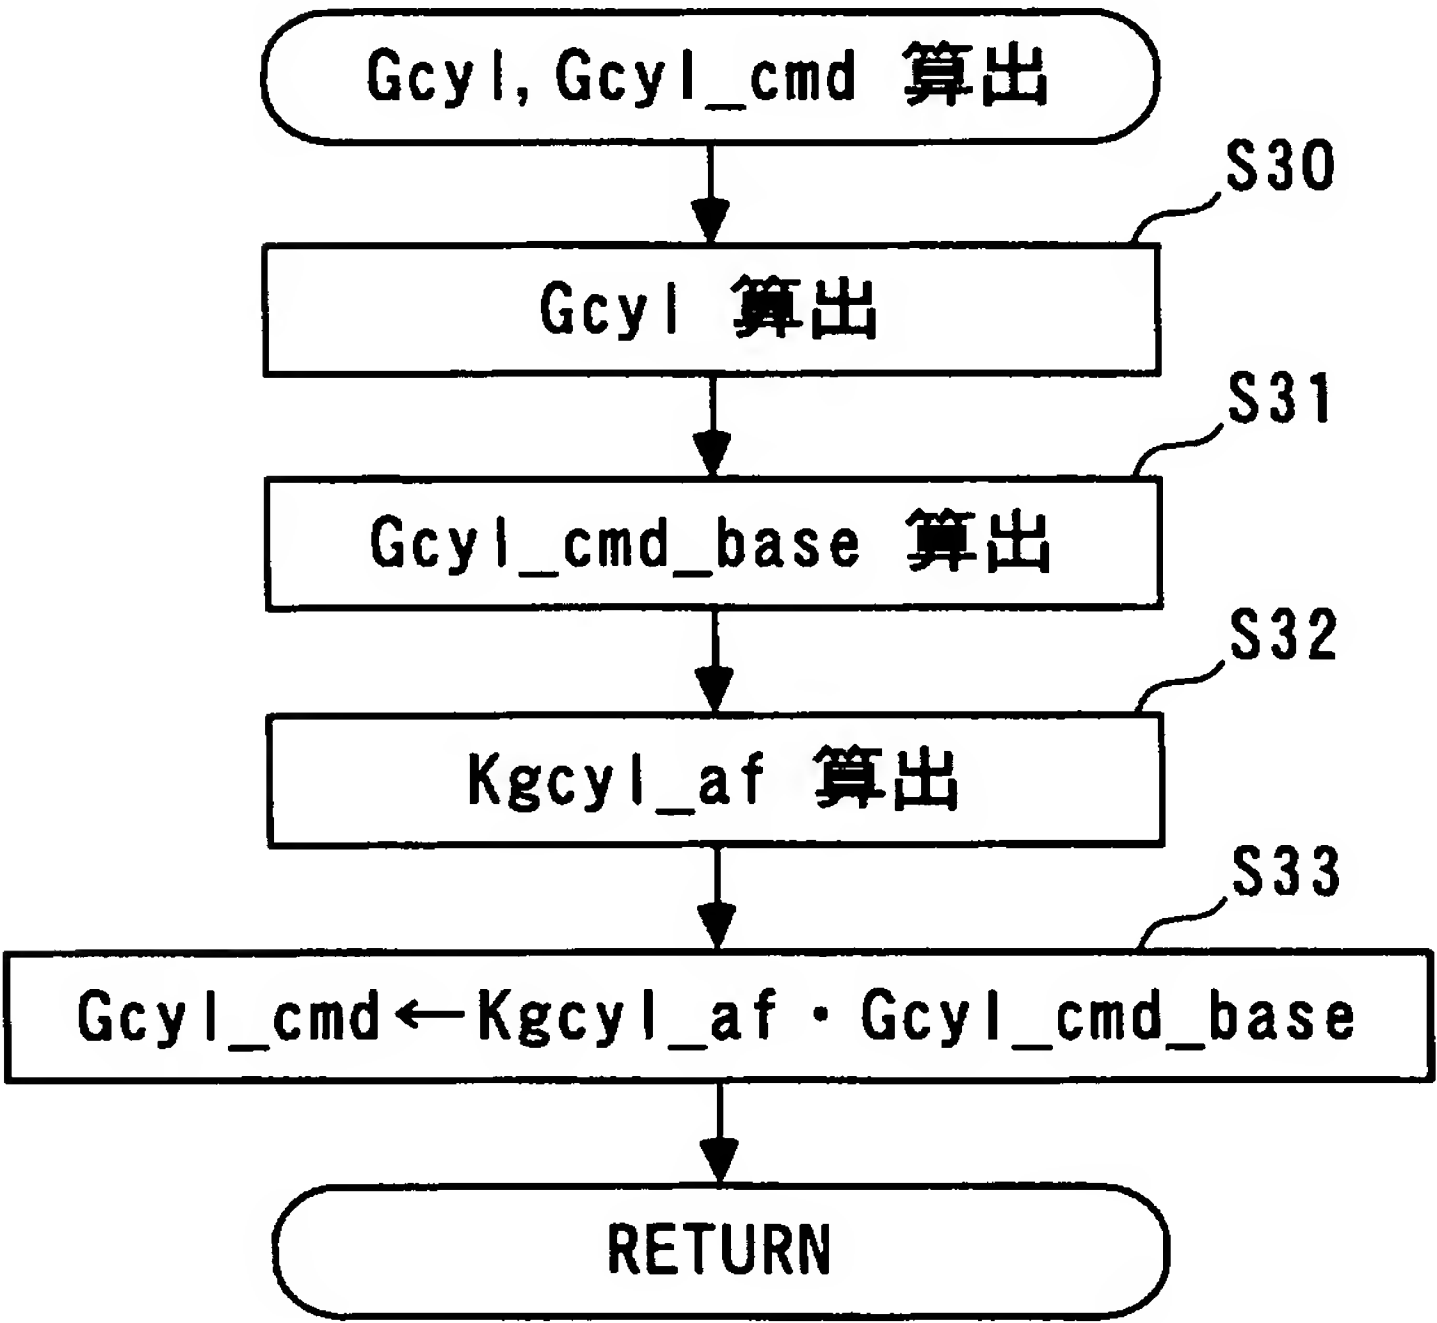 Gcyl, Gcyl_cmd 算出
S30
Gcyl 算出
S31
Gcyl_cmd_base 算出
S32
Kgcyl_af 算出
S33
Gcyl_cmd←Kgcyl_af・Gcyl_cmd_base
RETURN